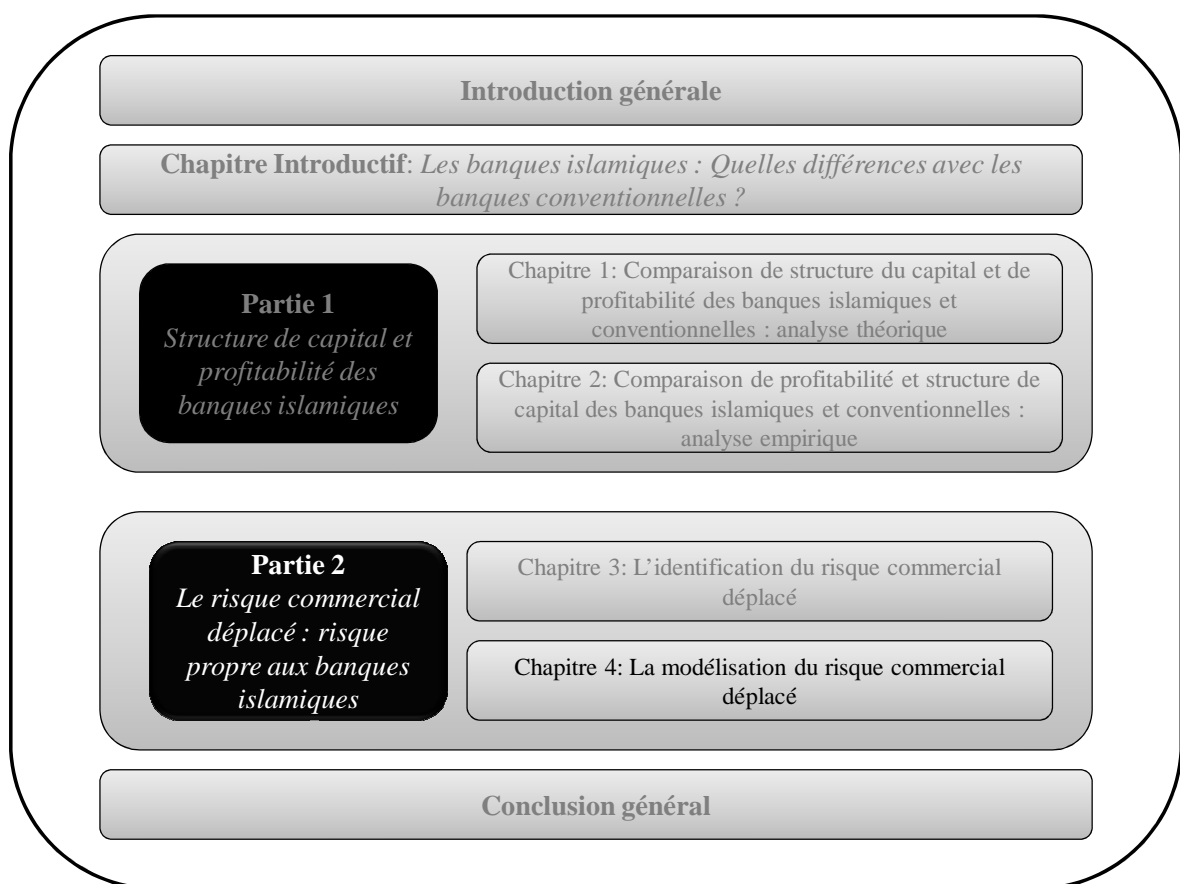 Introduction générale
Chapitre Introductif: Les banques islamiques : Quelles différences avec les
banques conventionnelles ?
Partie 1
Structure de capital et
profitabilité des
banques islamiques
Chapitre 1: Comparaison de structure du capital et de
profitabilité des banques islamiques et
conventionnelles : analyse théorique
Chapitre 2: Comparaison de profitabilité et structure de
capital des banques islamiques et conventionnelles :
analyse empirique
Partie 2
Le risque commercial
déplacé : risque
propre aux banques
islamiques
Chapitre 3: L'identification du risque commercial
déplacé
Chapitre 4: La modélisation du risque commercial
déplacé
Conclusion général